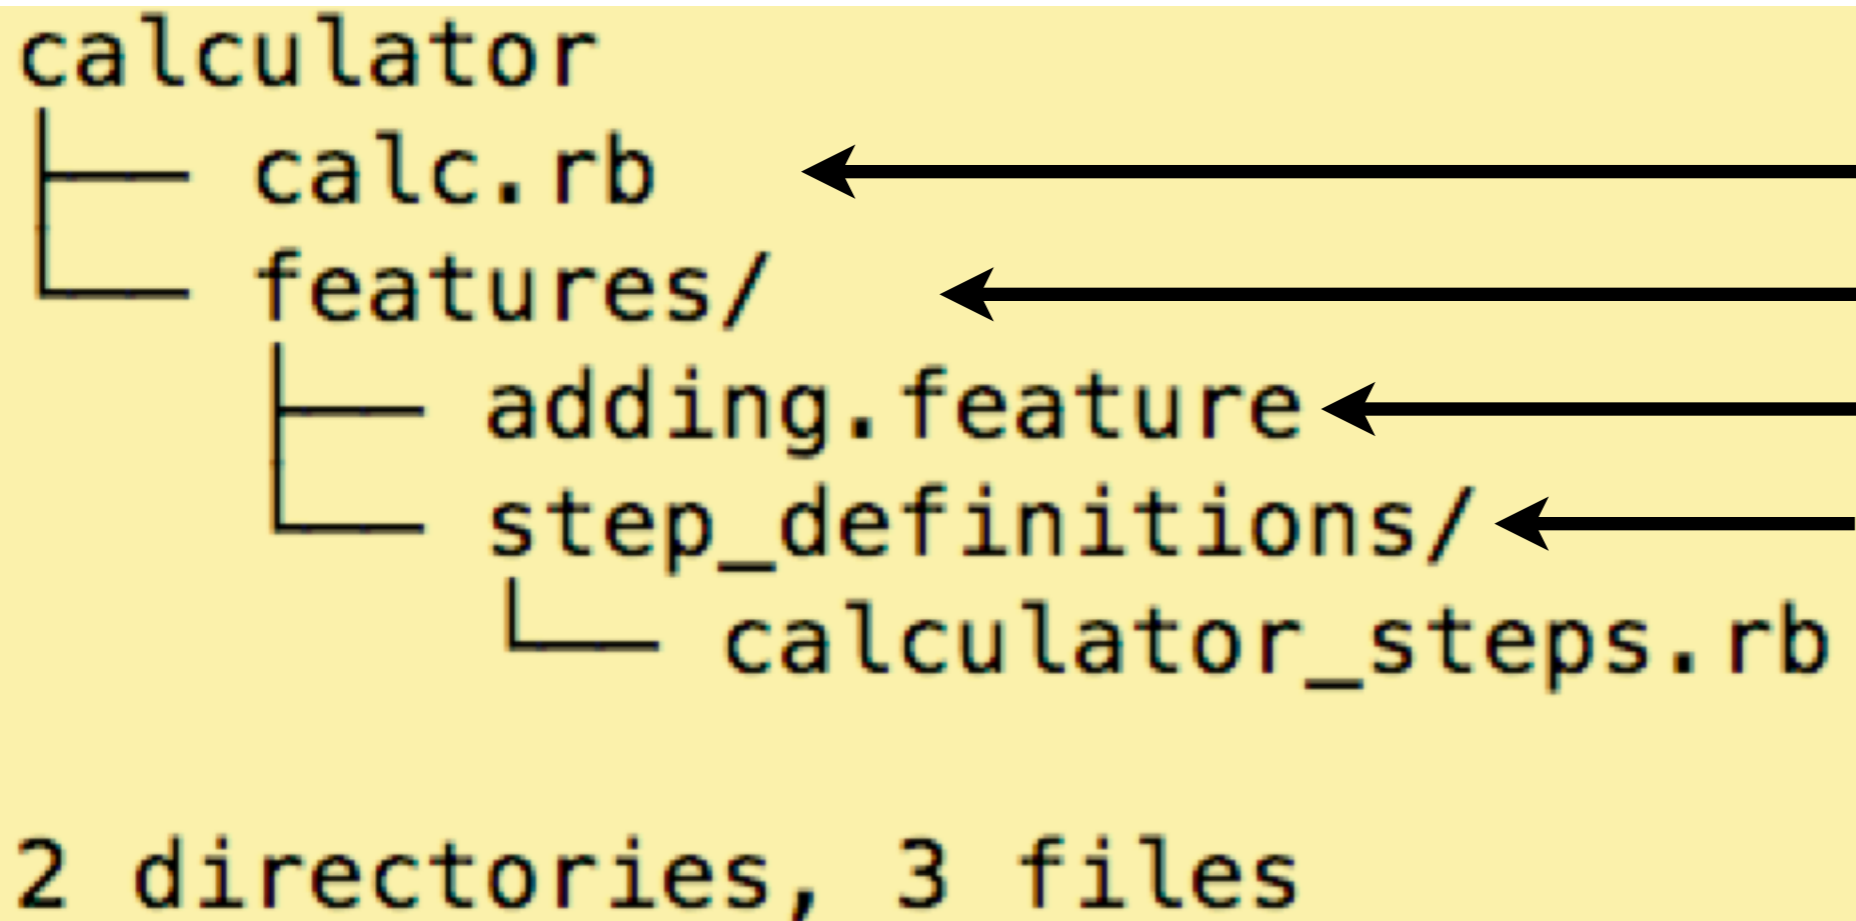 calculator
calc.rb
features/
adding.feature
step_definitions/
calculator_steps.rb
2 directories, 3 files